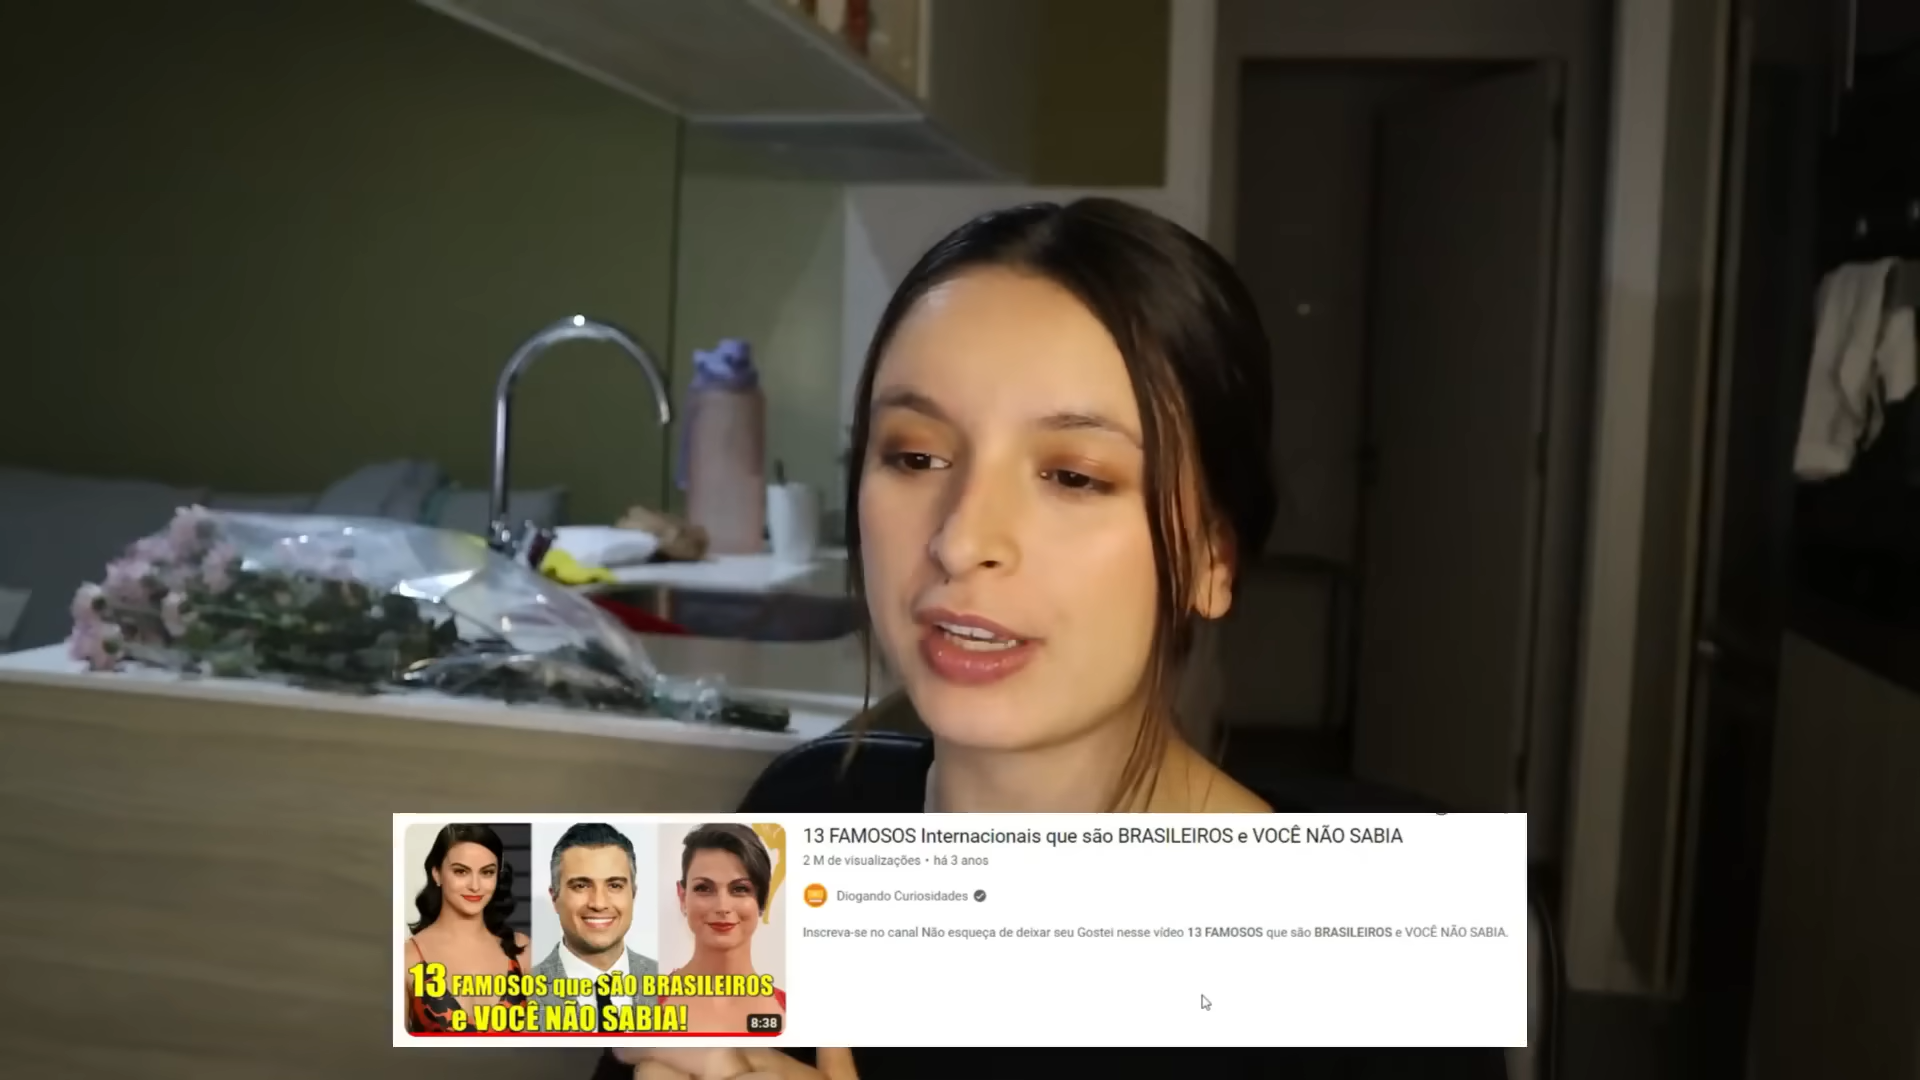 13 FAMOSOS Internacionais que são BRASILEIROS e VOCÊ NÃO SABIA
2 M de visualizações • há 3 anos
Diogando Curiosidades
Inscreva-se no canal Não esqueça de deixar seu Gostei nesse vídeo 13 FAMOSOS que são BRASILEIROS e VOCÊ NÃO SABIA.
13 FAMOSOS que SÃO BRASILEIROS
e VOCÊ NÃO SABIA!
8:38